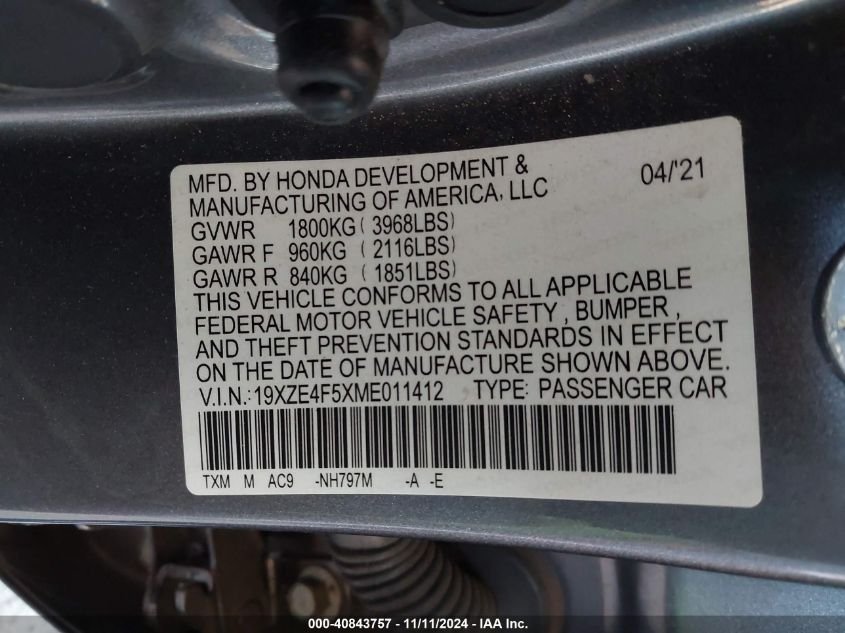 MFD. BY HONDA DEVELOPMENT & 04/'21
MANUFACTURING OF AMERICA, LLC
GVWR 1800KG ( 3968LBS)
GAWR F 960KG ( 2116LBS)
GAWR R 840KG ( 1851LBS)
THIS VEHICLE CONFORMS TO ALL APPLICABLE
FEDERAL MOTOR VEHICLE SAFETY , BUMPER ,
AND THEFT PREVENTION STANDARDS IN EFFECT
ON THE DATE OF MANUFACTURE SHOWN ABOVE.
V.I.N.: 19XZE4F5XME011412 TYPE: PASSENGER CAR
TXM M AC9 -NH797M -A -E
000-40843757 - 11/11/2024 - IAA Inc.